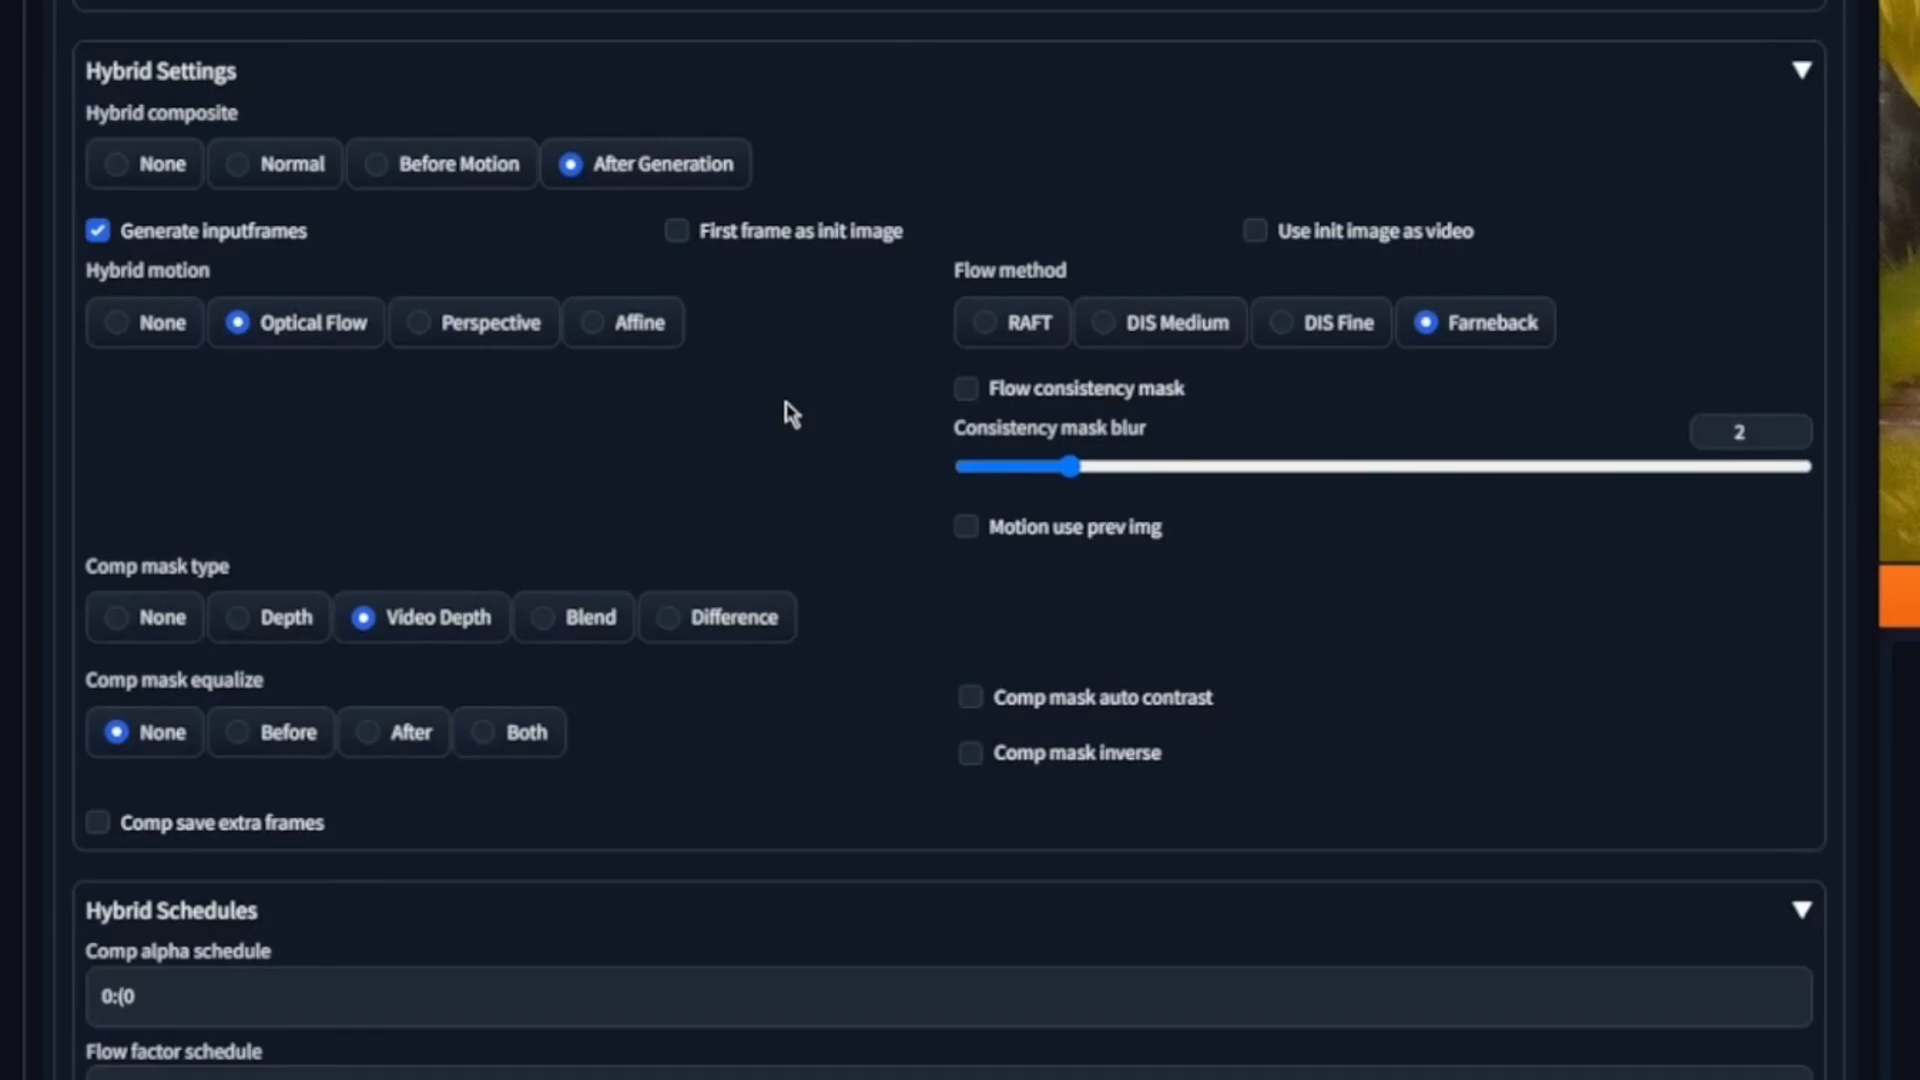 Hybrid Settings
Hybrid composite
None Normal Before Motion After Generation
Generate inputframes First frame as init image Use init image as video
Hybrid motion Flow method
None Optical Flow Perspective Affine RAFT DIS Medium DIS Fine Farneback
Flow consistency mask
Consistency mask blur 2
Motion use prev img
Comp mask type
None Depth Video Depth Blend Difference
Comp mask equalize
Comp mask auto contrast
None Before After Both
Comp mask inverse
Comp save extra frames
Hybrid Schedules
Comp alpha schedule
0:(0
Flow factor schedule